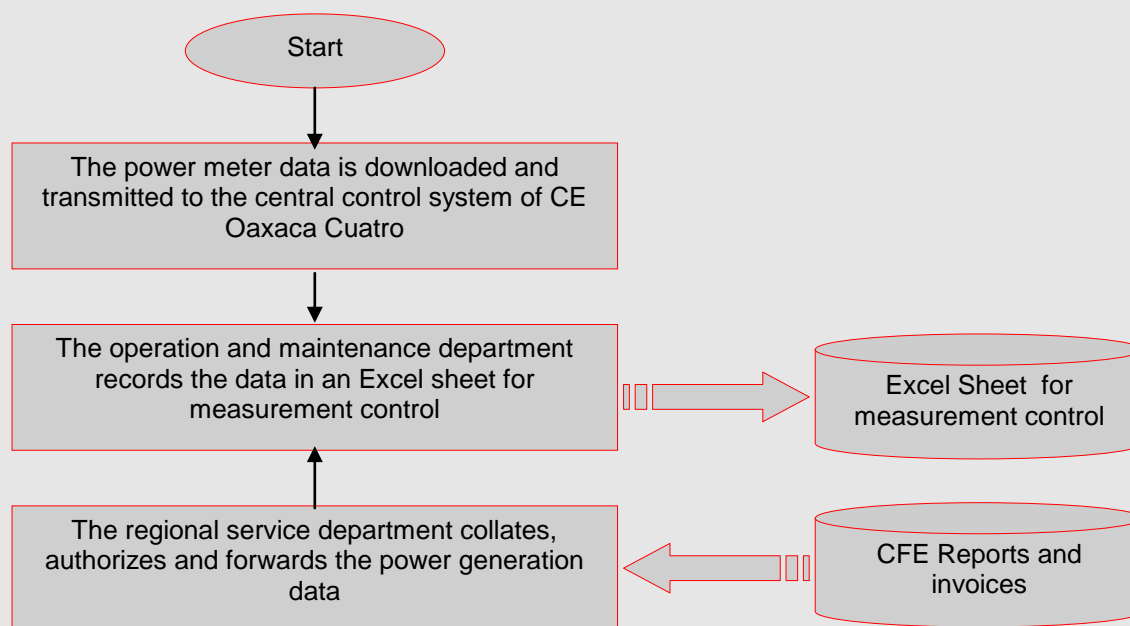 Start
The power meter data is downloaded and
transmitted to the central control system of CE
Oaxaca Cuatro
The operation and maintenance department
records the data in an Excel sheet for
measurement control
Excel Sheet for
measurement control
The regional service department collates,
authorizes and forwards the power generation
data
CFE Reports and
invoices